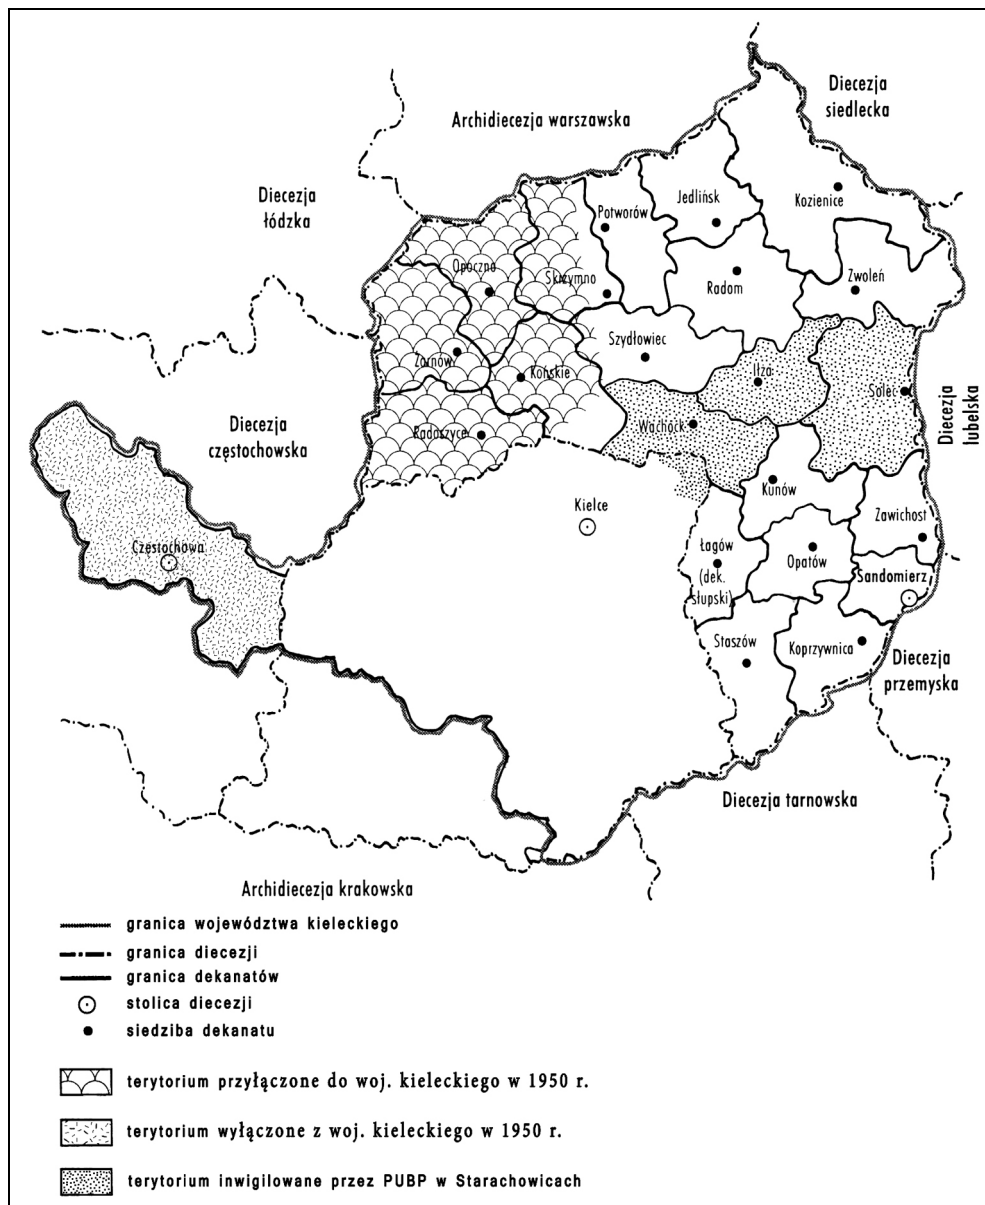 Diecezja
siedlecka
Archidiecezja warszawska
Diecezja
łódzka
Jedlińsk
Kozienice
Potworów
Opoczno
Skrzymno
Radom
Zwoleń
Szydłowiec
Żarnów
Końskie
Iłża
Solec
Diecezja
lubelska
Diecezja
częstochowska
Radoszyce
Wąchock
Kunów
Kielce
Zawichost
Częstochowa
Łagów
(dek.
słupski)
Opatów
Sandomierz
Staszów
Koprzywnica
Diecezja
przemyska
Diecezja tarnowska
Archidiecezja krakowska
granica województwa kieleckiego
granica diecezji
granica dekanatów
stolica diecezji
siedziba dekanatu
terytorium przyłączone do woj. kieleckiego w 1950 r.
terytorium wyłączone z woj. kieleckiego w 1950 r.
terytorium inwigilowane przez PUBP w Starachowicach